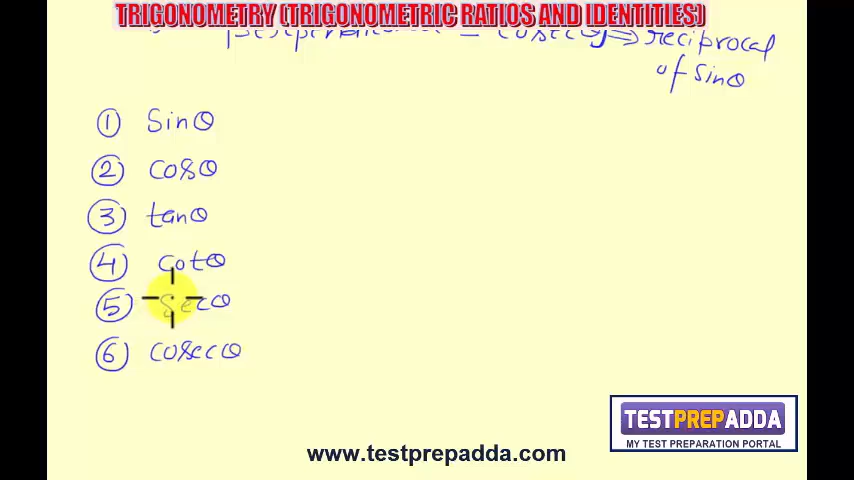 TRIGONOMETRY (TRIGONOMETRIC RATIOS AND IDENTITIES)
= cosecθ ⇒ reciprocal
of sinθ
① Sinθ
② cosθ
③ tanθ
④ cotθ
⑤ Secθ
⑥ cosecθ
TESTPREPADDA
MY TEST PREPARATION PORTAL
www.testprepadda.com